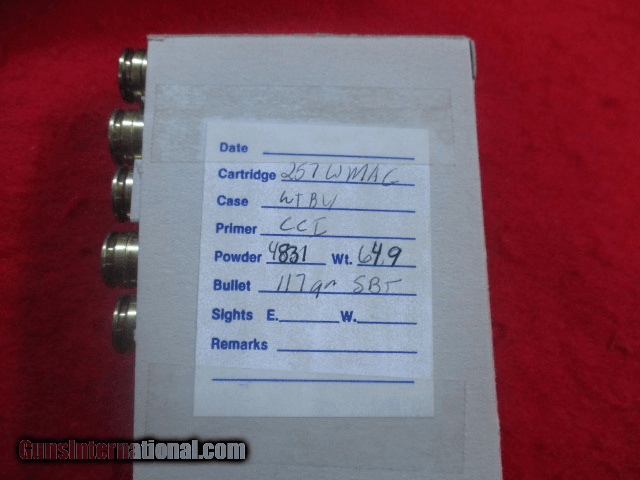 Date
Cartridge 257 W MAG
Case WTBY
Primer CCI
Powder 4831 Wt. 64.9
Bullet 117 gr SBT
Sights E. W.
Remarks
GunsInternational.com